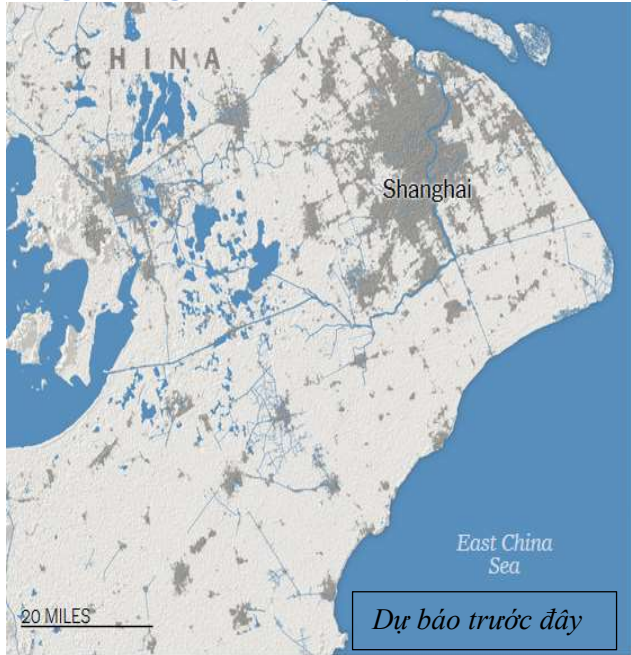 CHINA
Shanghai
East China
Sea
20 MILES
Dự báo trước đây